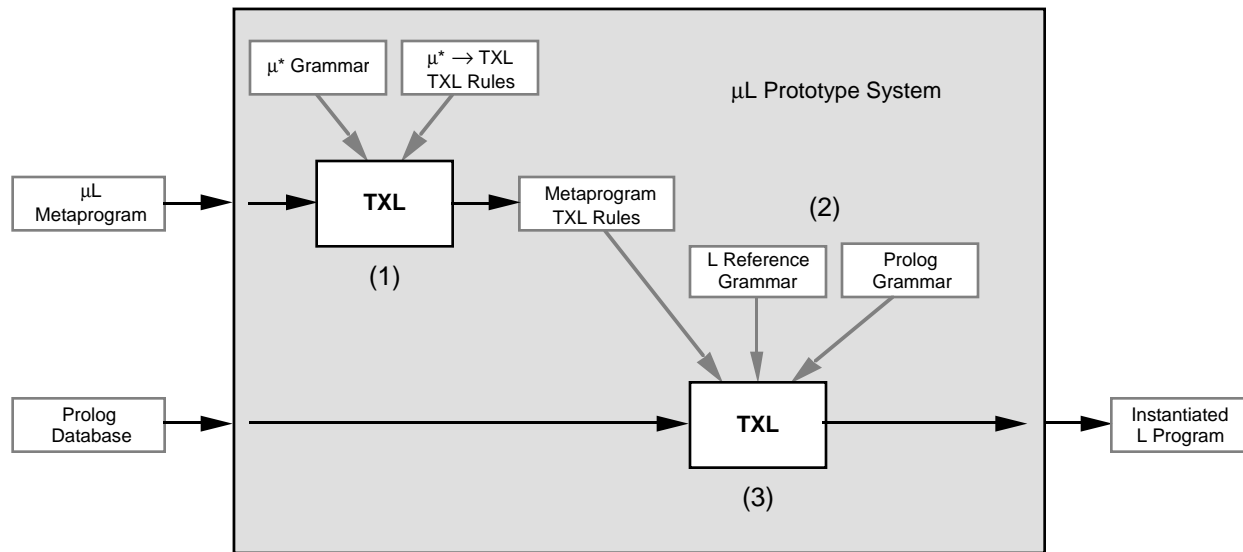 μ* Grammar
μ* → TXL
TXL Rules
μL Prototype System
μL
Metaprogram
TXL
Metaprogram
TXL Rules
(1)
(2)
L Reference
Grammar
Prolog
Grammar
Prolog
Database
TXL
Instantiated
L Program
(3)